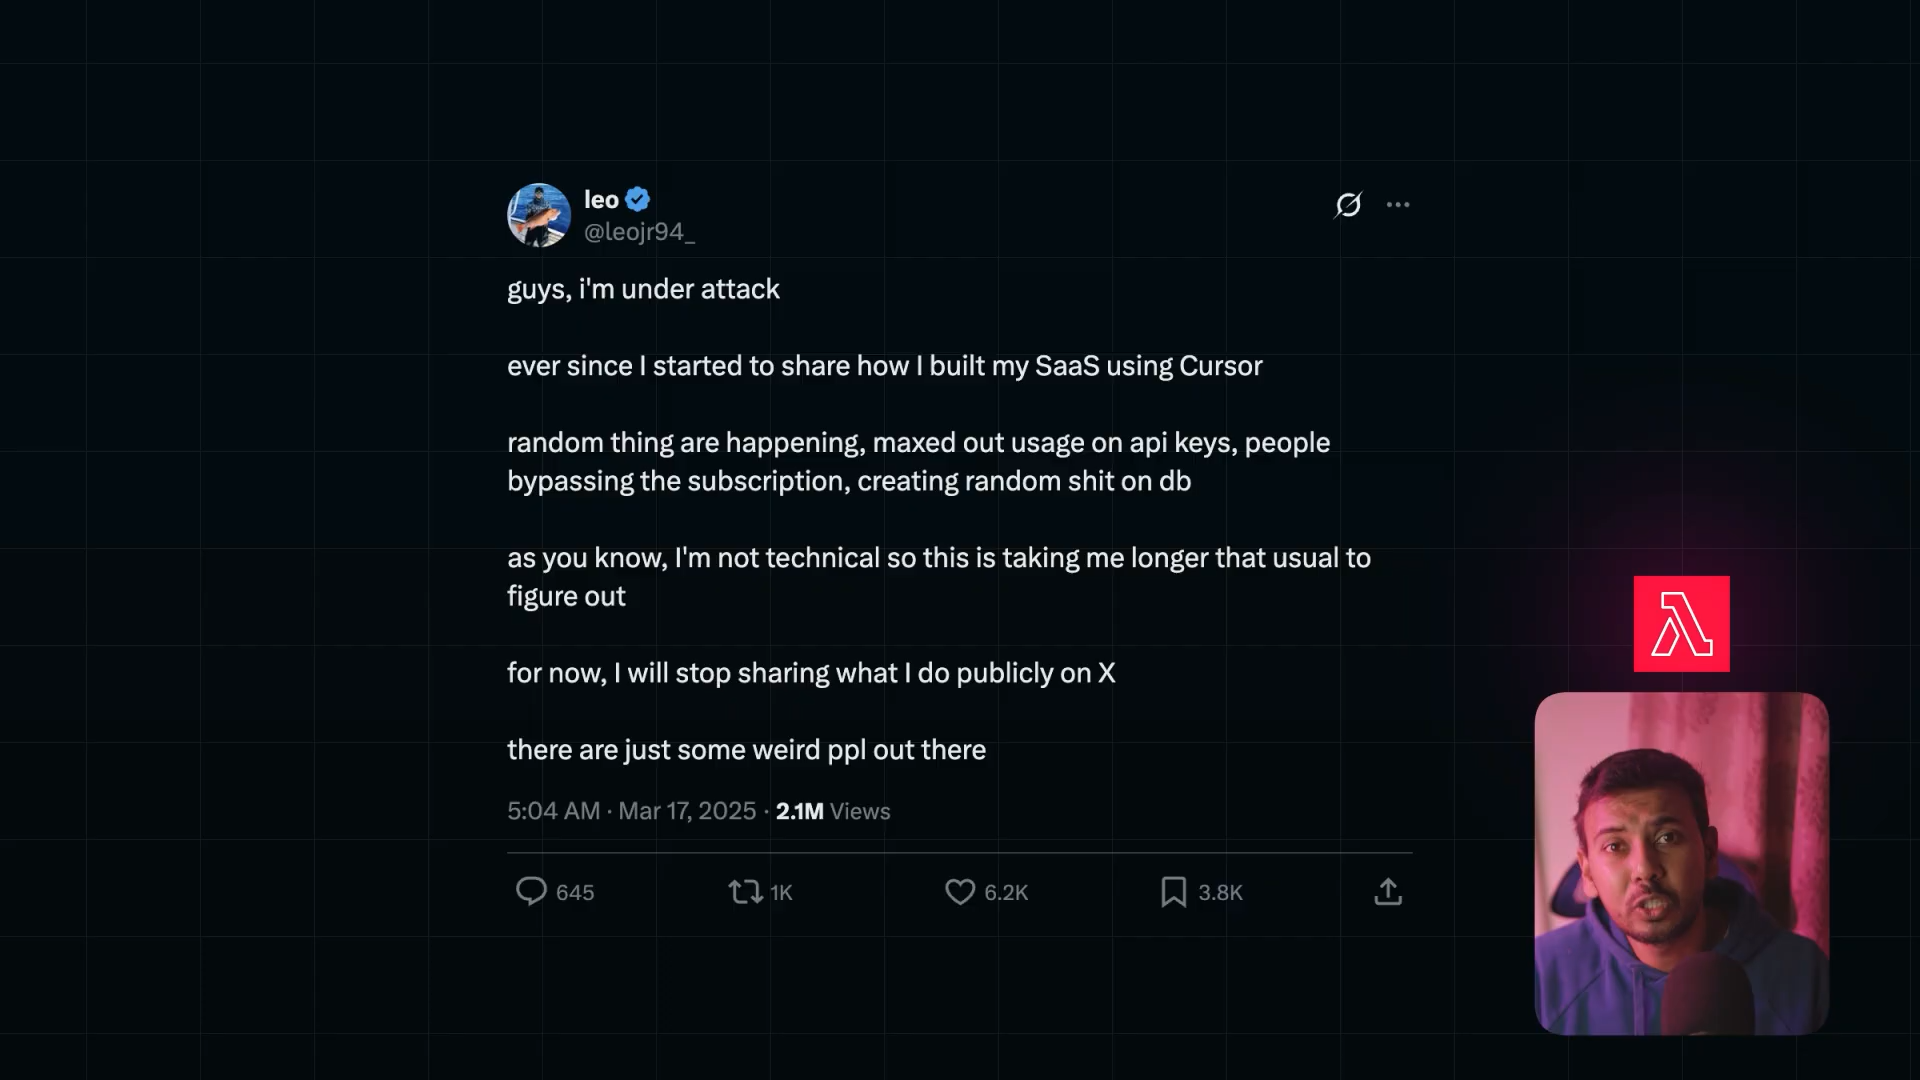 leo
@leojr94_
guys, i'm under attack
ever since I started to share how I built my SaaS using Cursor
random thing are happening, maxed out usage on api keys, people
bypassing the subscription, creating random shit on db
as you know, I'm not technical so this is taking me longer that usual to
figure out
for now, I will stop sharing what I do publicly on X
there are just some weird ppl out there
5:04 AM · Mar 17, 2025 · 2.1M Views
645 1K 6.2K 3.8K